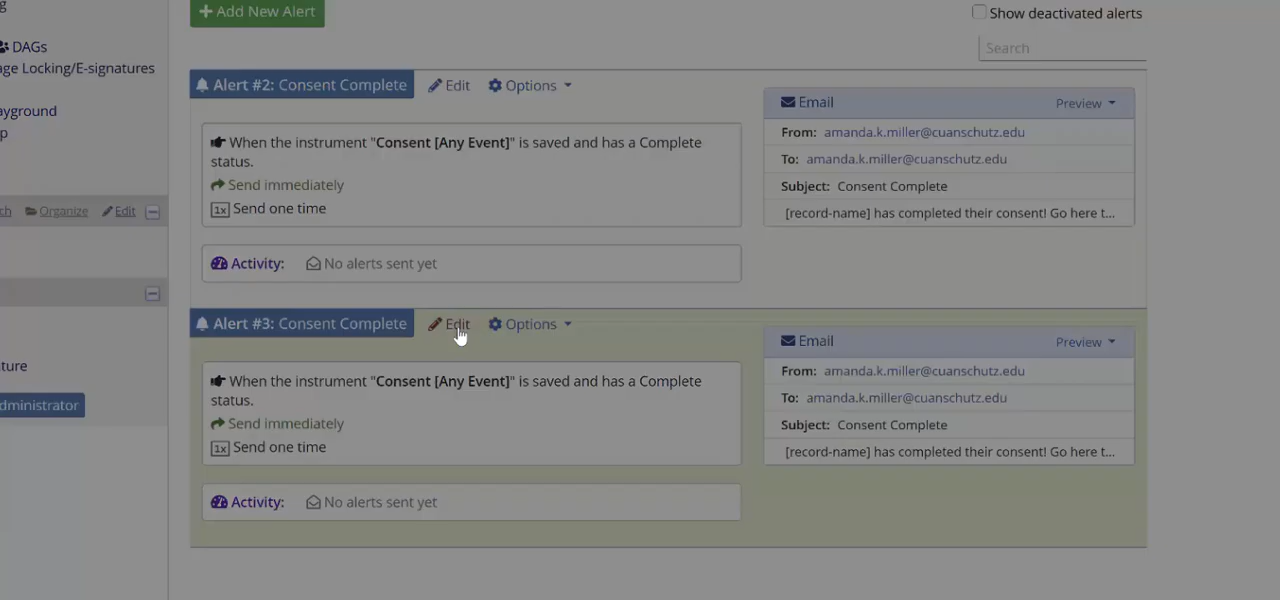 g
Add New Alert
Show deactivated alerts
DAGs
Search
age Locking/E-signatures
Alert #2: Consent Complete Edit Options
Email Preview
ayground
When the instrument "Consent [Any Event]" is saved and has a Complete
status.
From: amanda.k.miller@cuanschutz.edu
p
To: amanda.k.miller@cuanschutz.edu
Send immediately
Subject: Consent Complete
1x Send one time
[record-name] has completed their consent! Go here t...
ch Organize Edit
Activity: No alerts sent yet
Alert #3: Consent Complete Edit Options
Email Preview
When the instrument "Consent [Any Event]" is saved and has a Complete
status.
From: amanda.k.miller@cuanschutz.edu
ture
To: amanda.k.miller@cuanschutz.edu
dministrator
Send immediately
Subject: Consent Complete
1x Send one time
[record-name] has completed their consent! Go here t...
Activity: No alerts sent yet